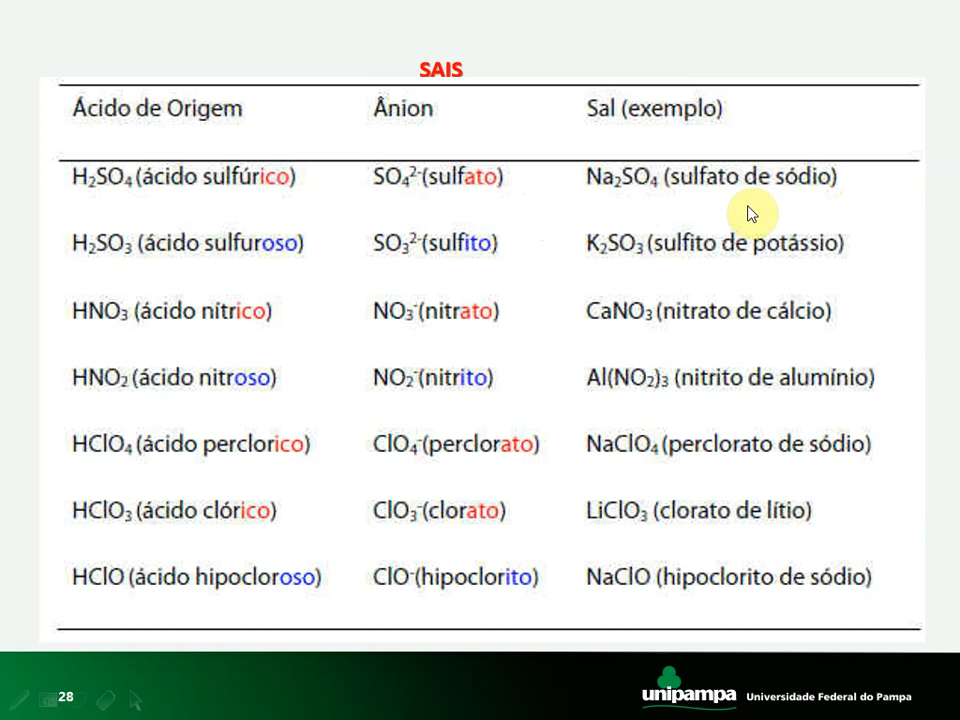 SAIS
Ácido de Origem Ânion Sal (exemplo)
H₂SO₄ (ácido sulfúrico) SO₄²⁻(sulfato) Na₂SO₄ (sulfato de sódio)
H₂SO₃ (ácido sulfuroso) SO₃²⁻(sulfito) K₂SO₃ (sulfito de potássio)
HNO₃ (ácido nítrico) NO₃⁻(nitrato) CaNO₃ (nitrato de cálcio)
HNO₂ (ácido nitroso) NO₂⁻(nitrito) Al(NO₂)₃ (nitrito de alumínio)
HClO₄ (ácido perclorico) ClO₄⁻(perclorato) NaClO₄ (perclorato de sódio)
HClO₃ (ácido clórico) ClO₃⁻(clorato) LiClO₃ (clorato de lítio)
HClO (ácido hipocloroso) ClO⁻(hipoclorito) NaClO (hipoclorito de sódio)
28 unipampa Universidade Federal do Pampa